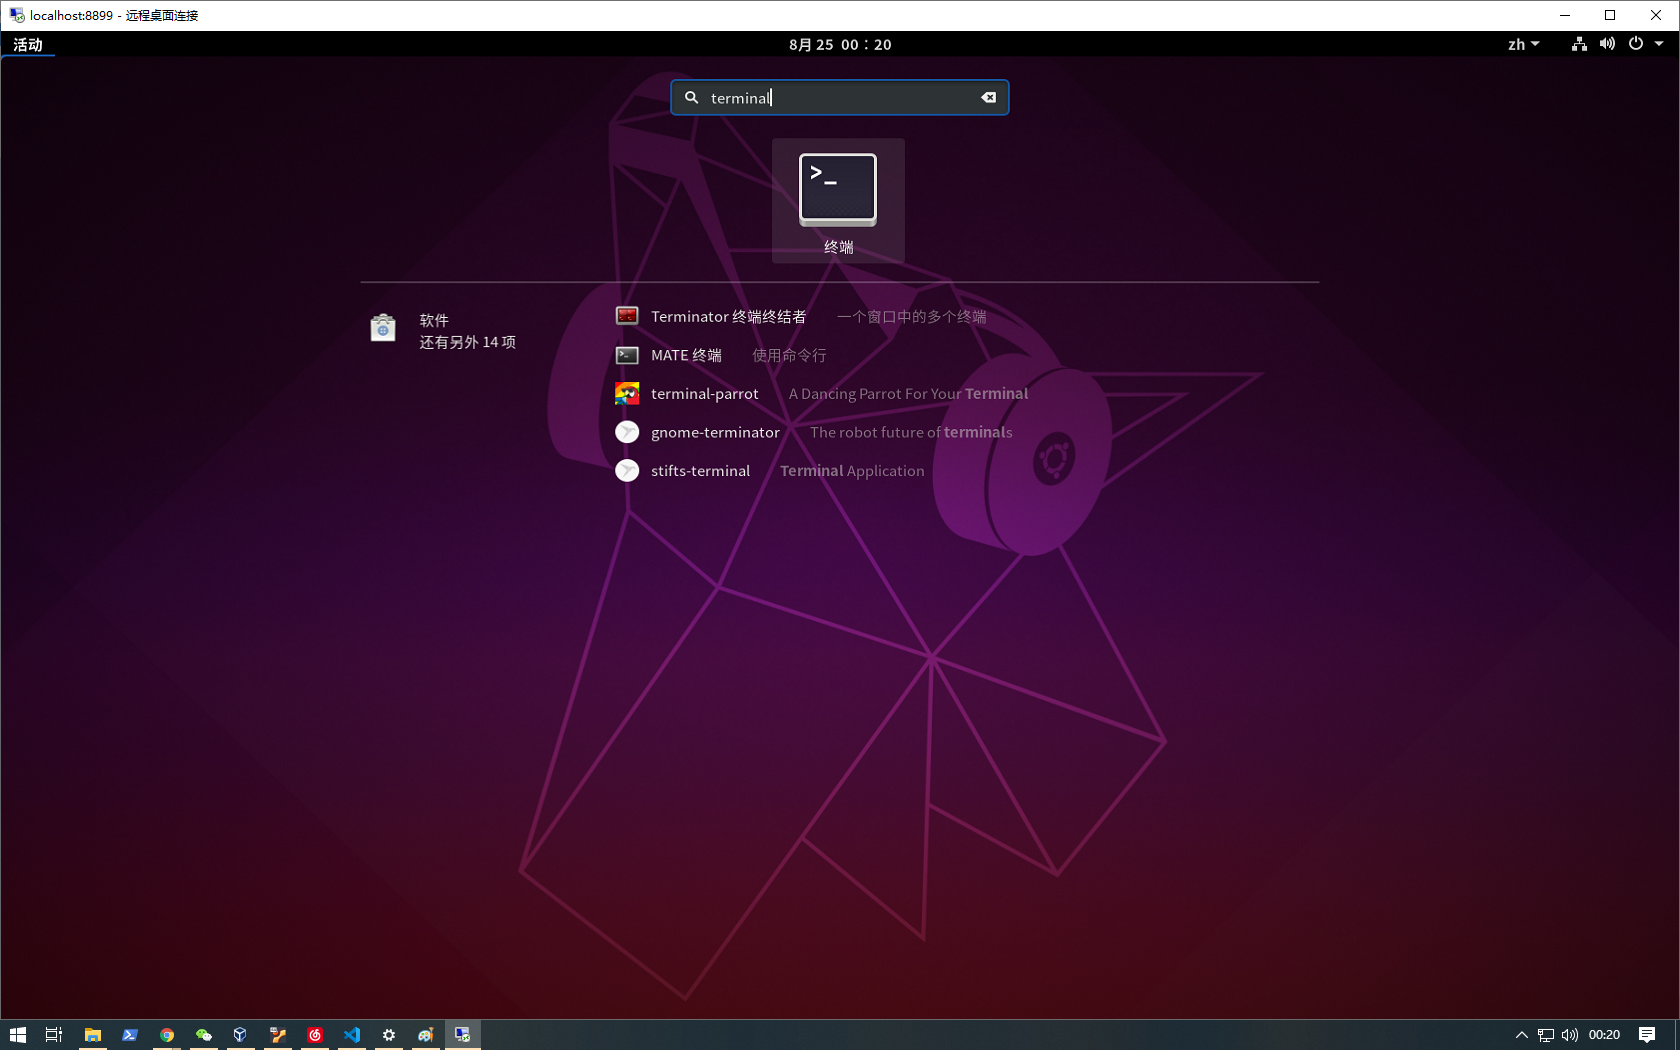 localhost:8899 - 远程桌面连接
活动
8月 25 00：20
zh
terminal
>_
终端
软件
还有另外 14 项
Terminator 终端终结者 一个窗口中的多个终端
MATE 终端 使用命令行
terminal-parrot A Dancing Parrot For Your Terminal
gnome-terminator The robot future of terminals
stifts-terminal Terminal Application
00:20